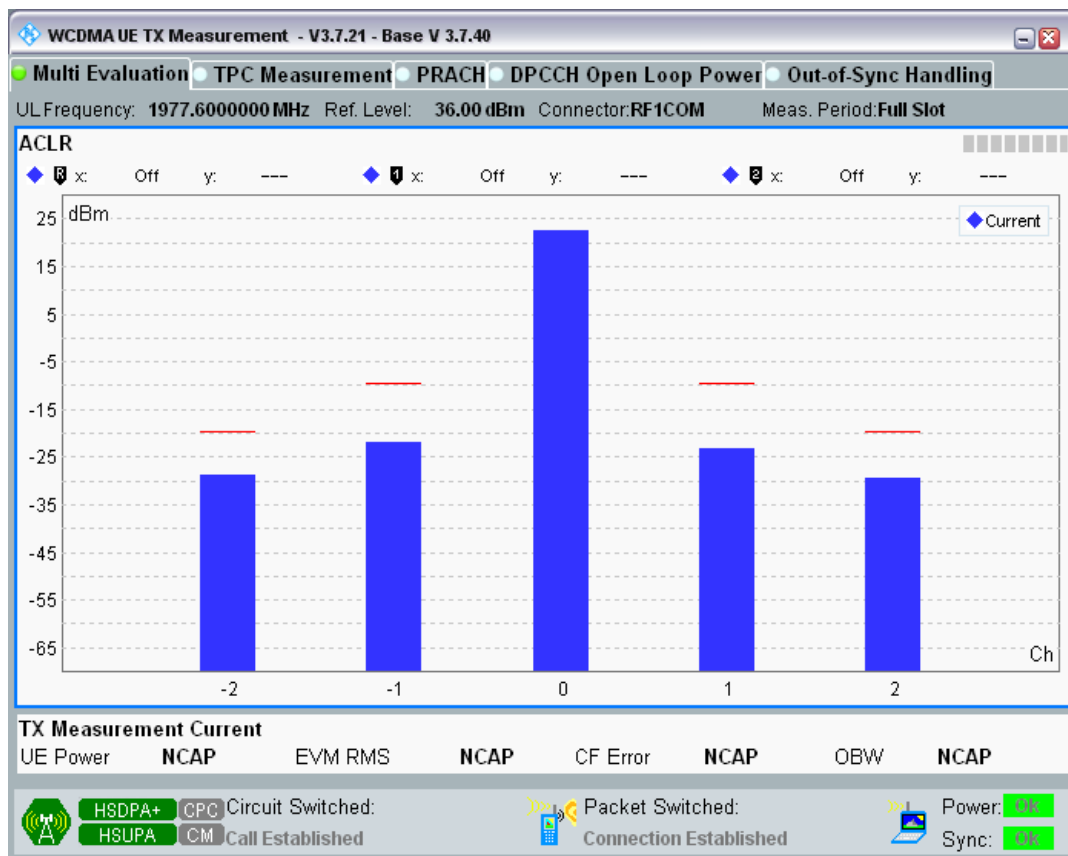 WCDMA UE TX Measurement - V3.7.21 - Base V 3.7.40
Multi Evaluation TPC Measurement PRACH DPCCH Open Loop Power Out-of-Sync Handling
UL Frequency: 1977.6000000 MHz Ref. Level: 36.00 dBm Connector:RF1COM Meas. Period:Full Slot
ACLR
R x: Off y: --- 1 x: Off y: --- 2 x: Off y: ---
dBm
Current
25
15
5
-5
-15
-25
-35
-45
-55
-65
Ch
-2 -1 0 1 2
TX Measurement Current
UE Power NCAP EVM RMS NCAP CF Error NCAP OBW NCAP
HSDPA+ CPC Circuit Switched: Packet Switched: Power: OK
HSUPA CM Call Established Connection Established Sync: OK